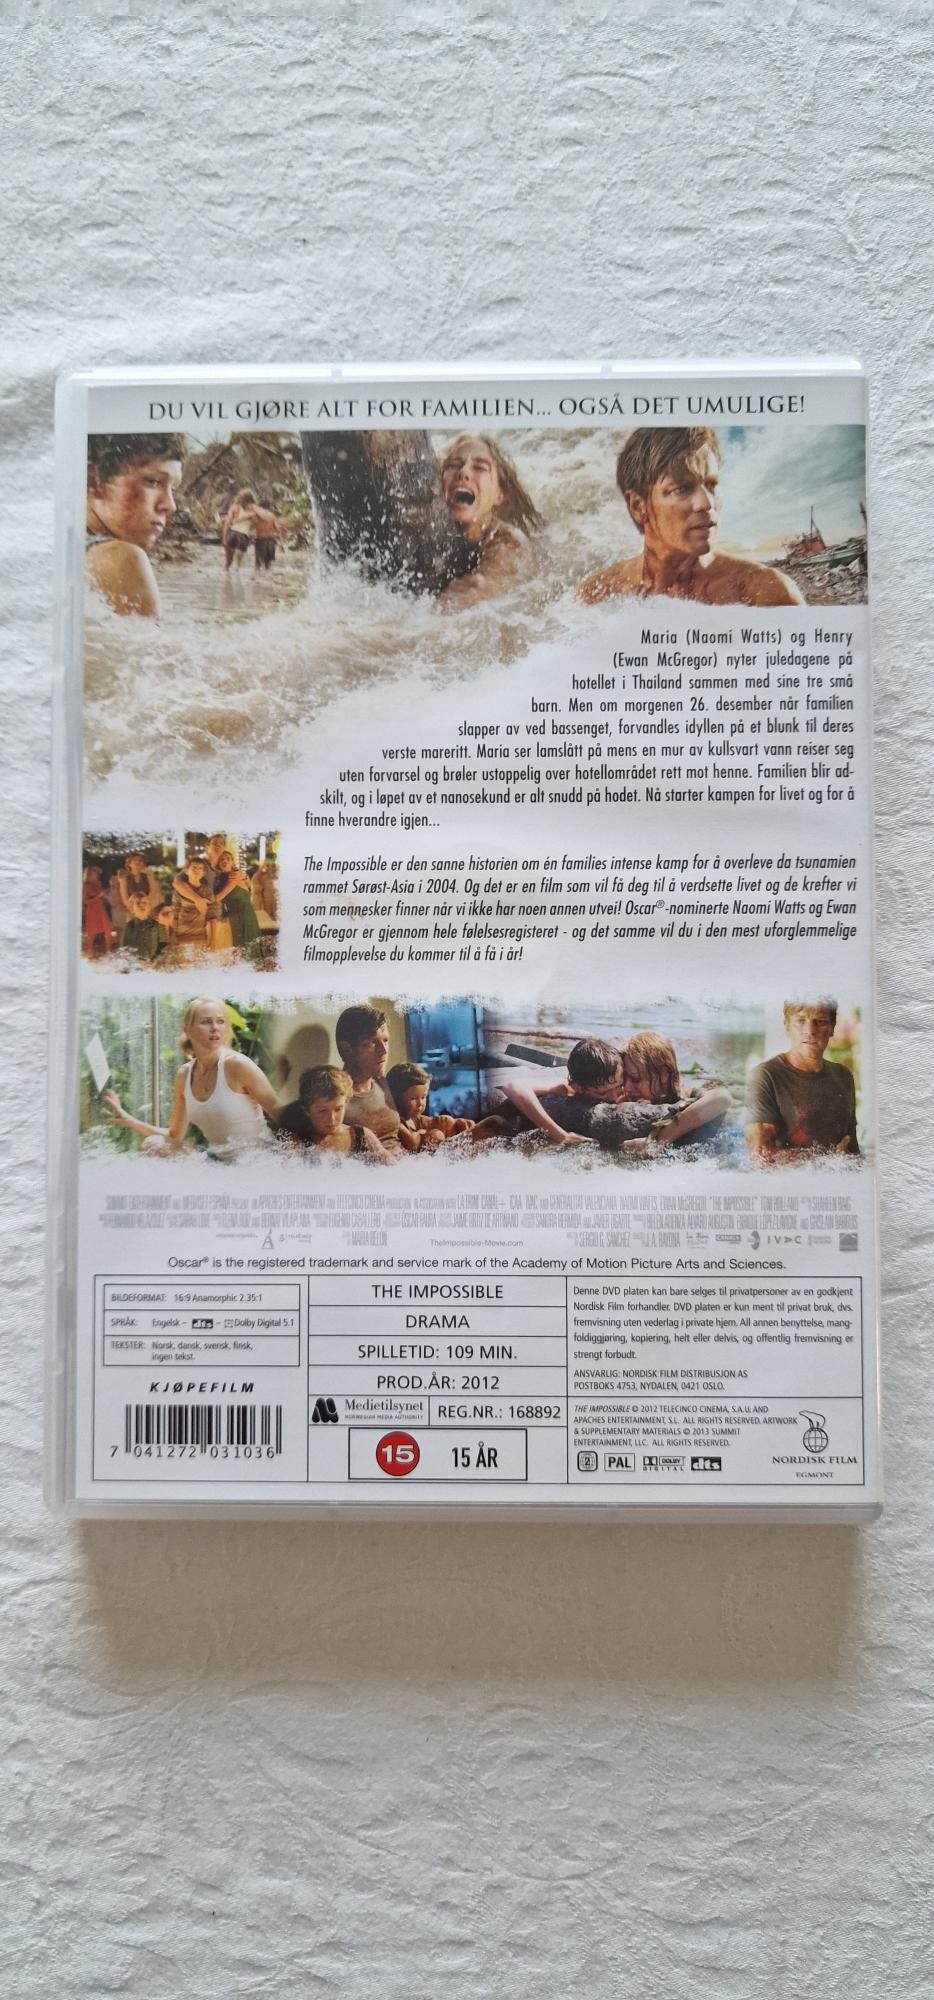 DU VIL GJØRE ALT FOR FAMILIEN... OGSÅ DET UMULIGE!
Maria (Naomi Watts) og Henry
(Ewan McGregor) nyter juledagene på
hotellet i Thailand sammen med sine tre små
barn. Men om morgenen 26. desember når familien
slapper av ved bassenget, forvandles idyllen på et blunk til deres
verste mareritt. Maria ser lamslått på mens en mur av kullsvart vann reiser seg
uten forvarsel og brøler ustoppelig over hotellområdet rett mot henne. Familien blir ad-
skilt, og i løpet av et nanosekund er alt snudd på hodet. Nå starter kampen for livet og for å
finne hverandre igjen...
The Impossible er den sanne historien om én families intense kamp for å overleve da tsunamien
rammet Sørøst-Asia i 2004. Og det er en film som vil få deg til å verdsette livet og de krefter vi
som mennesker finner når vi ikke har noen annen utvei! Oscar®-nominerte Naomi Watts og Ewan
McGregor er gjennom hele følelsesregisteret - og det samme vil du i den mest uforglemmelige
filmopplevelse du kommer til å få i år!
TheImpossible-Movie.com
Oscar® is the registered trademark and service mark of the Academy of Motion Picture Arts and Sciences.
BILDEFORMAT: 16:9 Anamorphic 2.35:1
SPRÅK: Engelsk - dts - Dolby Digital 5.1
TEKSTER: Norsk, dansk, svensk, finsk,
ingen tekst.
KJØPEFILM
7 041272 031036
THE IMPOSSIBLE
DRAMA
SPILLETID: 109 MIN.
PROD.ÅR: 2012
Medietilsynet
NORWEGIAN MEDIA AUTHORITY
REG.NR.: 168892
15 15 ÅR
Denne DVD platen kan bare selges til privatpersoner av en godkjent
Nordisk Film forhandler. DVD platen er kun ment til privat bruk, dvs.
fremvisning uten vederlag i private hjem. All annen benyttelse, mang-
foldiggjøring, kopiering, helt eller delvis, og offentlig fremvisning er
strengt forbudt.
ANSVARLIG: NORDISK FILM DISTRIBUSJON AS
POSTBOKS 4753, NYDALEN, 0421 OSLO.
THE IMPOSSIBLE © 2012 TELECINCO CINEMA, S.A.U. AND
APACHES ENTERTAINMENT, S.L. ALL RIGHTS RESERVED. ARTWORK
& SUPPLEMENTARY MATERIALS © 2013 SUMMIT
ENTERTAINMENT, LLC. ALL RIGHTS RESERVED.
2 PAL DOLBY DIGITAL dts
NORDISK FILM
EGMONT